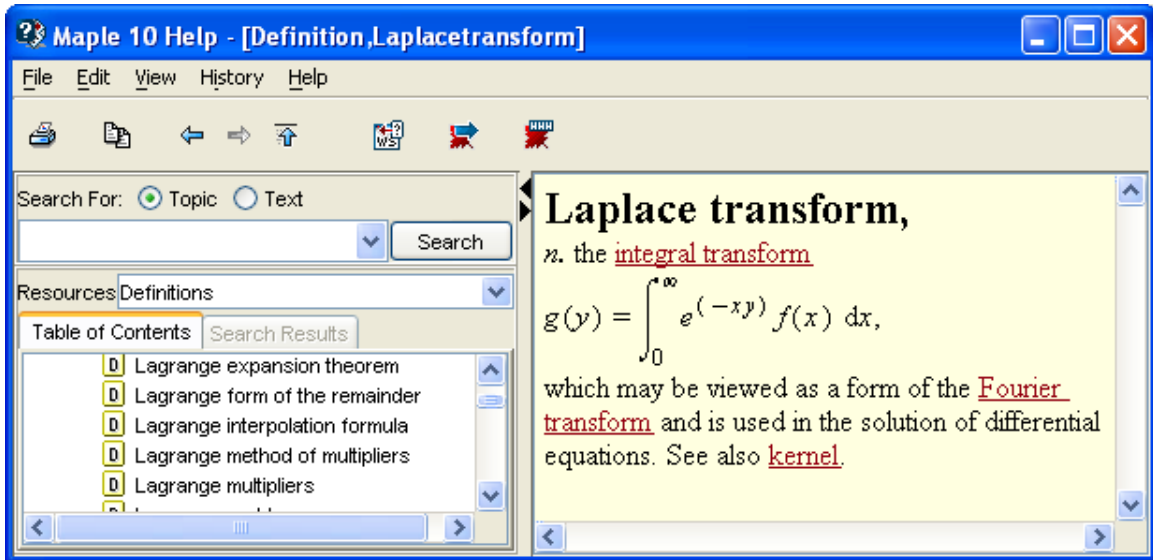 Maple 10 Help - [Definition,Laplacetransform]
File Edit View History Help
Search For: Topic Text
Search
Resources Definitions
Table of Contents Search Results
D Lagrange expansion theorem
D Lagrange form of the remainder
D Lagrange interpolation formula
D Lagrange method of multipliers
D Lagrange multipliers
Laplace transform,
n. the integral transform
g(y) = ∫₀^∞ e^(−xy) f(x) dx,
which may be viewed as a form of the Fourier
transform and is used in the solution of differential
equations. See also kernel.